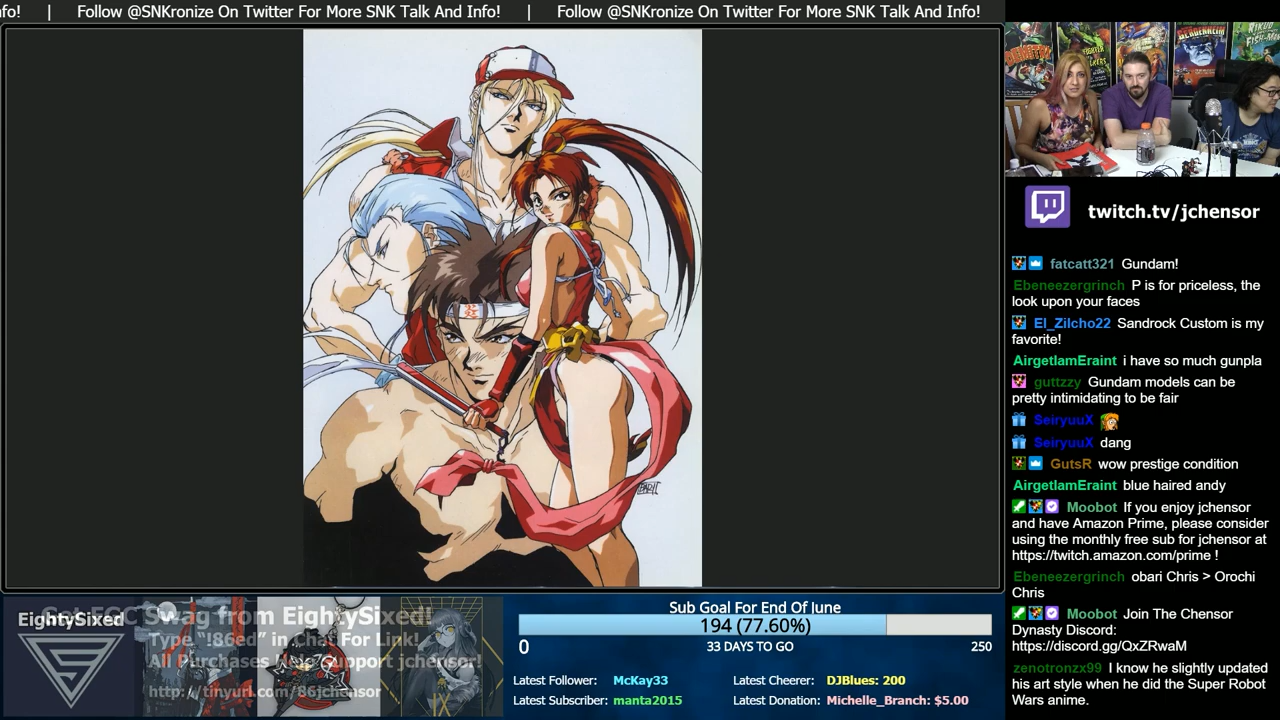 nfo!     |     Follow @SNKronize On Twitter For More SNK Talk And Info!     |     Follow @SNKronize On Twitter For More SNK Talk And Info!
twitch.tv/jchensor
fatcatt321 Gundam!
Ebeneezergrinch P is for priceless, the
look upon your faces
El_Zilcho22 Sandrock Custom is my
favorite!
AirgetlamEraint i have so much gunpla
guttzzy Gundam models can be
pretty intimidating to be fair
SeiryuuX
SeiryuuX dang
GutsR wow prestige condition
AirgetlamEraint blue haired andy
Moobot If you enjoy jchensor
and have Amazon Prime, please consider
using the monthly free sub for jchensor at
https://twitch.amazon.com/prime !
Ebeneezergrinch obari Chris > Orochi
Chris
Moobot Join The Chensor
Dynasty Discord:
https://discord.gg/QxZRwaM
zenotronzx99 I know he slightly updated
his art style when he did the Super Robot
Wars anime.
EightySixed
Get FGC Swag from EightySixed!
Type "!86ed" in Chat For Link!
All Purchases Help Support jchensor!
http://tinyurl.com/86jchensor
Sub Goal For End Of June
194 (77.60%)
0
33 DAYS TO GO
250
Latest Follower: McKay33
Latest Cheerer: DJBlues: 200
Latest Subscriber: manta2015
Latest Donation: Michelle_Branch: $5.00